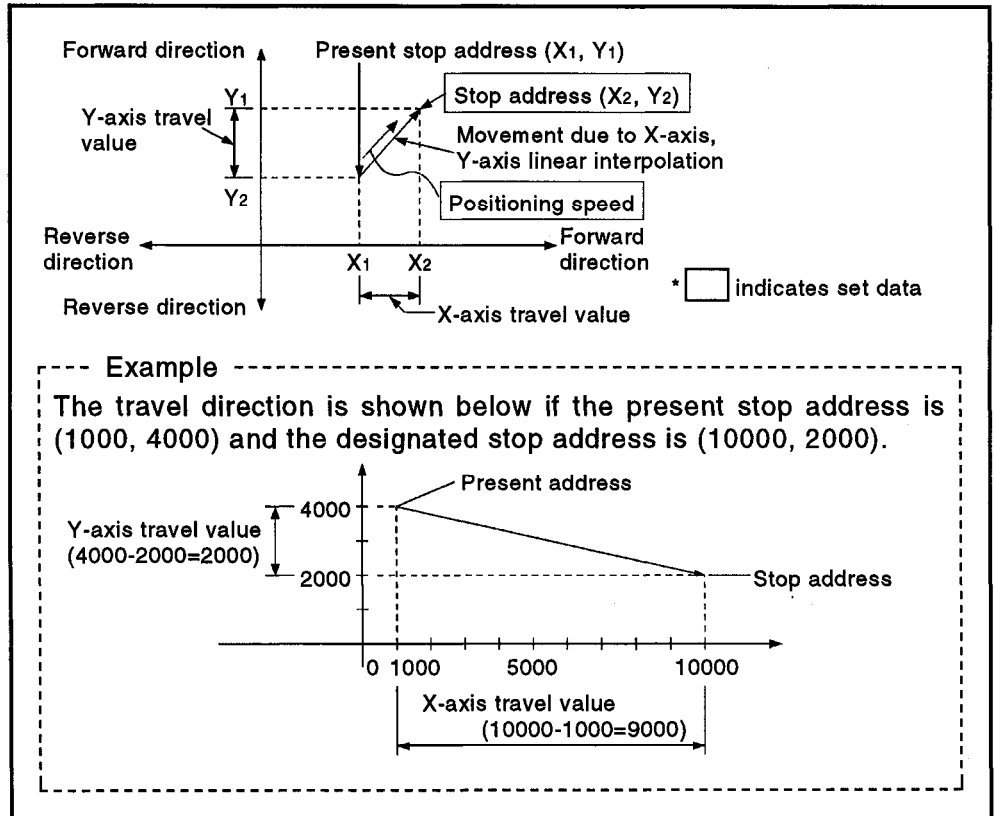 Forward direction
Present stop address (X1, Y1)
Y1
Stop address (X2, Y2)
Y-axis travel
value
Movement due to X-axis,
Y-axis linear interpolation
Y2
Positioning speed
Reverse
direction
Forward
direction
X1
X2
* indicates set data
Reverse direction
X-axis travel value
Example
The travel direction is shown below if the present stop address is
(1000, 4000) and the designated stop address is (10000, 2000).
Present address
4000
Y-axis travel value
(4000-2000=2000)
2000
Stop address
0 1000 5000 10000
X-axis travel value
(10000-1000=9000)